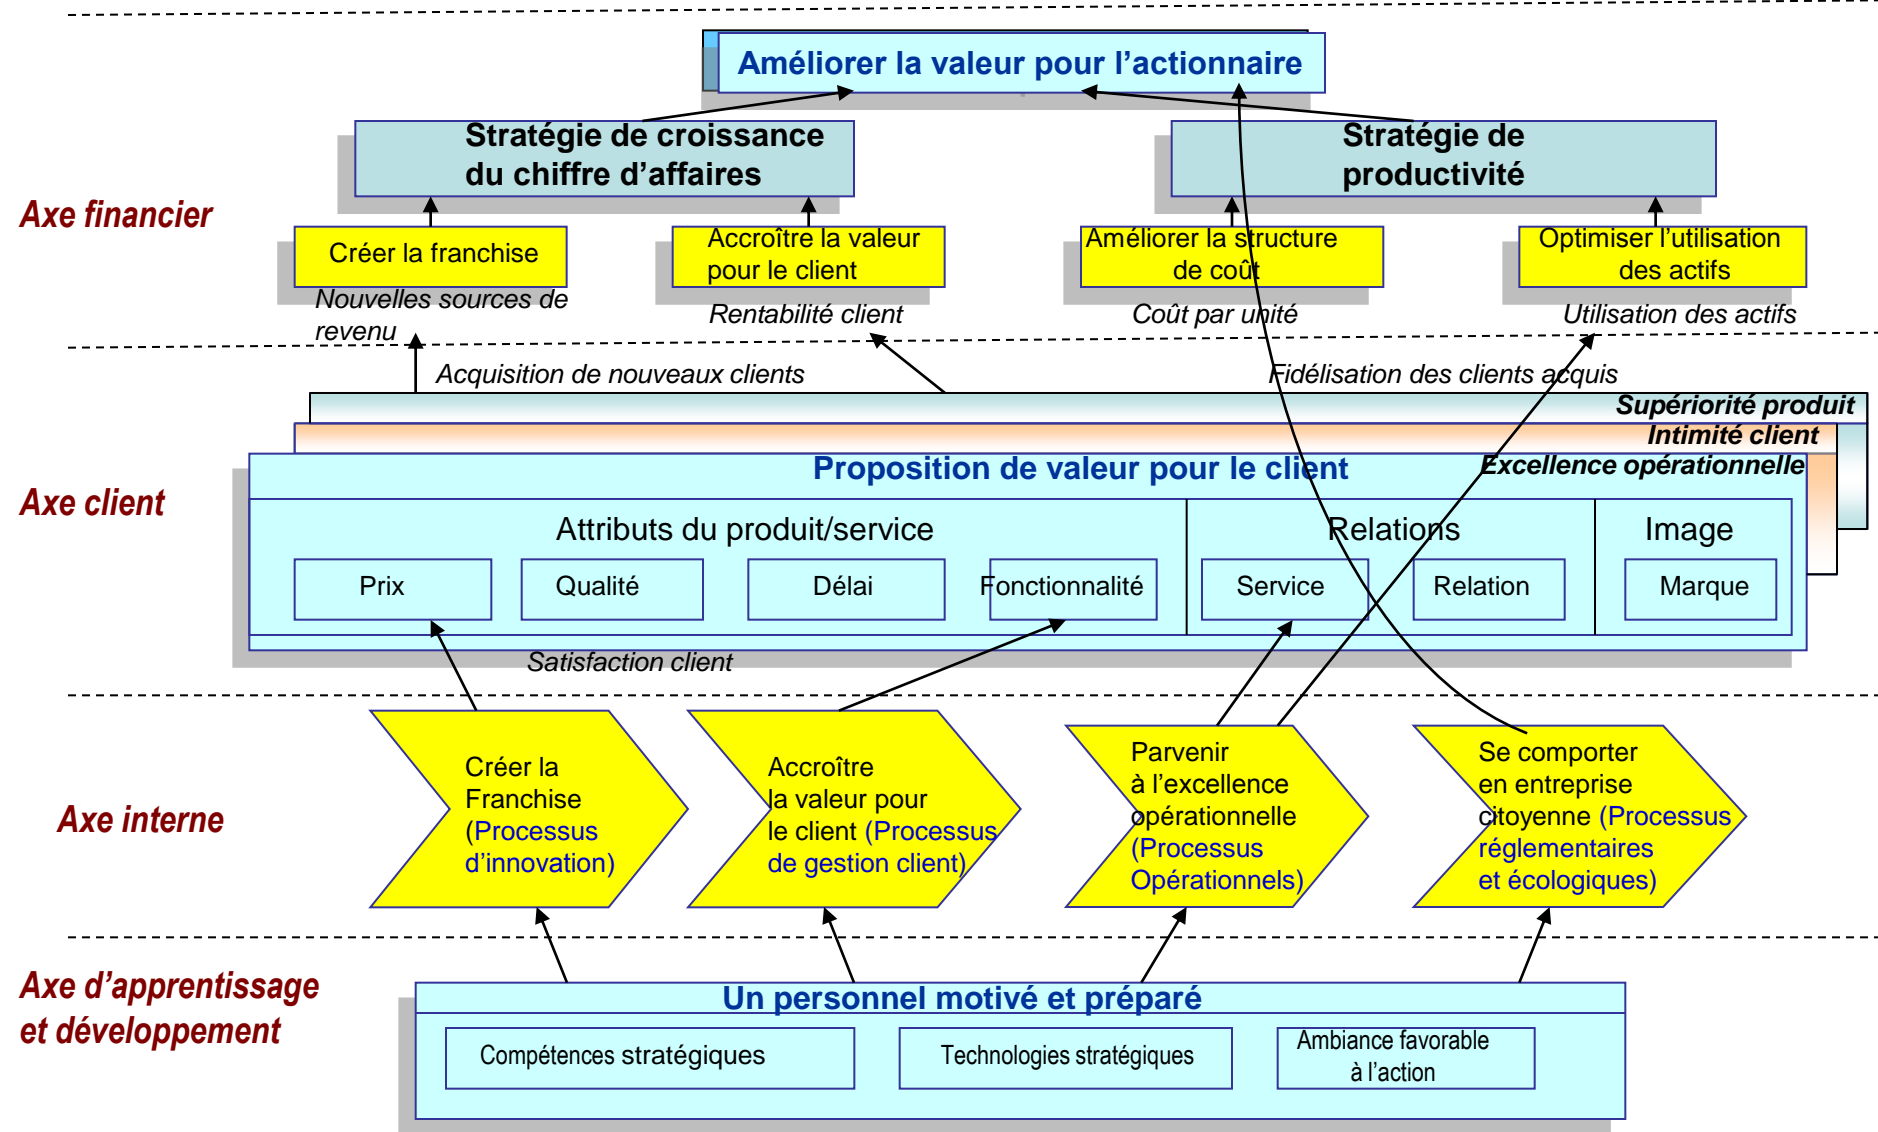 Améliorer la valeur pour l'actionnaire
Stratégie de croissance
du chiffre d'affaires
Stratégie de
productivité
Axe financier
Créer la franchise
Accroître la valeur
pour le client
Améliorer la structure
de coût
Optimiser l'utilisation
des actifs
Nouvelles sources de
revenu
Rentabilité client
Coût par unité
Utilisation des actifs
Acquisition de nouveaux clients
Fidélisation des clients acquis
Supériorité produit
Intimité client
Excellence opérationnelle
Proposition de valeur pour le client
Axe client
Attributs du produit/service
Relations
Image
Prix
Qualité
Délai
Fonctionnalité
Service
Relation
Marque
Satisfaction client
Axe interne
Créer la
Franchise
(Processus
d'innovation)
Accroître
la valeur pour
le client (Processus
de gestion client)
Parvenir
à l'excellence
opérationnelle
(Processus
Opérationnels)
Se comporter
en entreprise
citoyenne (Processus
réglementaires
et écologiques)
Axe d'apprentissage
et développement
Un personnel motivé et préparé
Compétences stratégiques
Technologies stratégiques
Ambiance favorable
à l'action